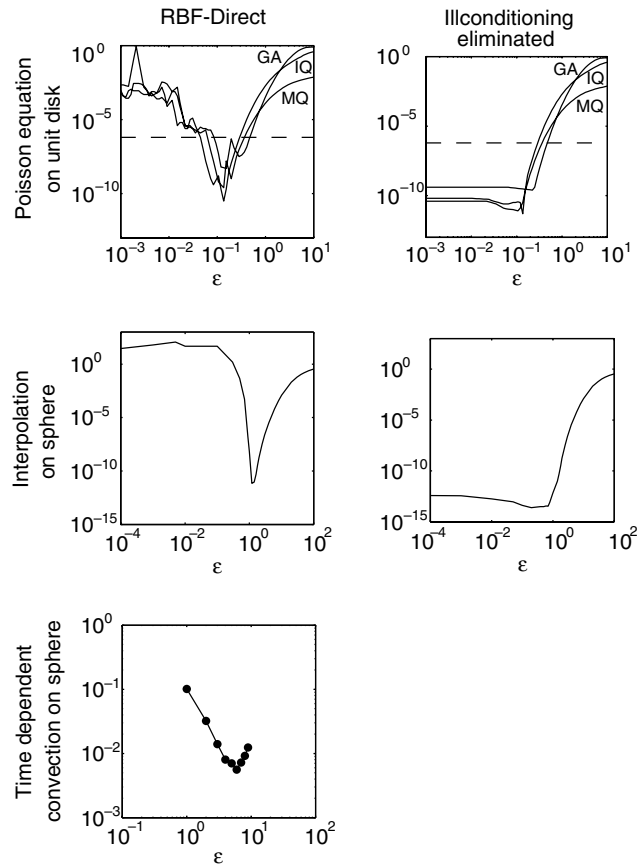 RBF-Direct
Illconditioning
eliminated
Poisson equation
on unit disk
10^0
10^−5
10^−10
GA
IQ
MQ
10^−3 10^−2 10^−1 10^0 10^1
ε
10^0
10^−5
10^−10
GA
IQ
MQ
10^−3 10^−2 10^−1 10^0 10^1
ε
Interpolation
on sphere
10^0
10^−5
10^−10
10^−15
10^−4 10^−2 10^0 10^2
ε
10^0
10^−5
10^−10
10^−15
10^−4 10^−2 10^0 10^2
ε
Time dependent
convection on sphere
10^0
10^−1
10^−2
10^−3
10^−1 10^0 10^1 10^2
ε